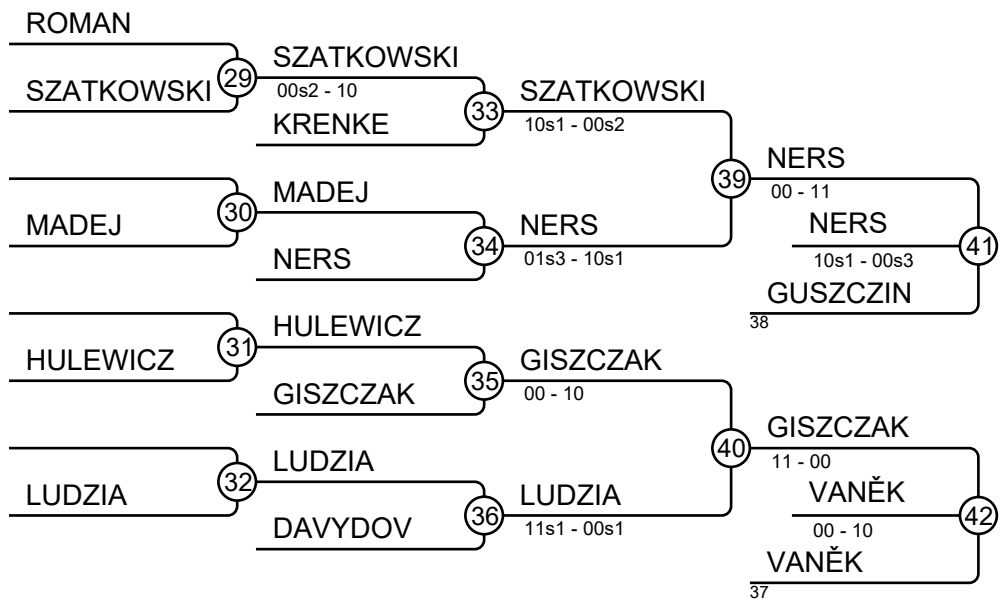 ROMAN
SZATKOWSKI
29
SZATKOWSKI
00s2 - 10
KRENKE
33
SZATKOWSKI
10s1 - 00s2
MADEJ
30
MADEJ
NERS
34
NERS
01s3 - 10s1
39
NERS
00 - 11
NERS
10s1 - 00s3
41
GUSZCZIN
38
HULEWICZ
31
HULEWICZ
GISZCZAK
35
GISZCZAK
00 - 10
LUDZIA
32
LUDZIA
DAVYDOV
36
LUDZIA
11s1 - 00s1
40
GISZCZAK
11 - 00
VANĚK
00 - 10
42
VANĚK
37